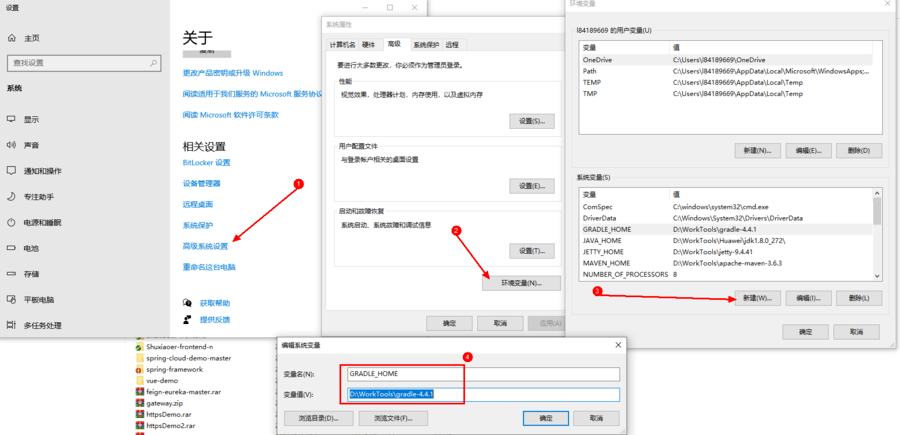 设置
主页
查找设置
系统
显示
声音
通知和操作
专注助手
电源和睡眠
电池
存储
平板电脑
多任务处理
关于
更改产品密钥或升级 Windows
阅读适用于我们服务的 Microsoft 服务协议
阅读 Microsoft 软件许可条款
相关设置
BitLocker 设置
设备管理器
远程桌面
系统保护
高级系统设置
重命名这台电脑
获取帮助
提供反馈
1
系统属性
计算机名 硬件 高级 系统保护 远程
要进行大多数更改，你必须作为管理员登录。
性能
视觉效果，处理器计划，内存使用，以及虚拟内存
设置(S)...
用户配置文件
与登录帐户相关的桌面设置
设置(E)...
启动和故障恢复
系统启动、系统故障和调试信息
设置(T)...
2
环境变量(N)...
确定 取消 应用(A)
环境变量
l84189669 的用户变量(U)
变量 值
OneDrive C:\Users\l84189669\OneDrive
Path C:\Users\l84189669\AppData\Local\Microsoft\WindowsApps;...
TEMP C:\Users\l84189669\AppData\Local\Temp
TMP C:\Users\l84189669\AppData\Local\Temp
新建(N)... 编辑(E)... 删除(D)
系统变量(S)
变量 值
ComSpec C:\windows\system32\cmd.exe
DriverData C:\Windows\System32\Drivers\DriverData
GRADLE_HOME D:\WorkTools\gradle-4.4.1
JAVA_HOME D:\WorkTools\Huawei\jdk1.8.0_272\
JETTY_HOME D:\WorkTools\jetty-9.4.41
MAVEN_HOME D:\WorkTools\apache-maven-3.6.3
NUMBER_OF_PROCESSORS 8
3
新建(W)... 编辑(I)... 删除(L)
确定 取消
Shuxiaoer-frontend-n
spring-cloud-demo-master
spring-framework
vue-demo
feign-eureka-master.rar
gateway.zip
httpsDemo.rar
httpsDemo2.rar
编辑系统变量
4
变量名(N): GRADLE_HOME
变量值(V): D:\WorkTools\gradle-4.4.1
浏览目录(D)... 浏览文件(F)... 确定 取消